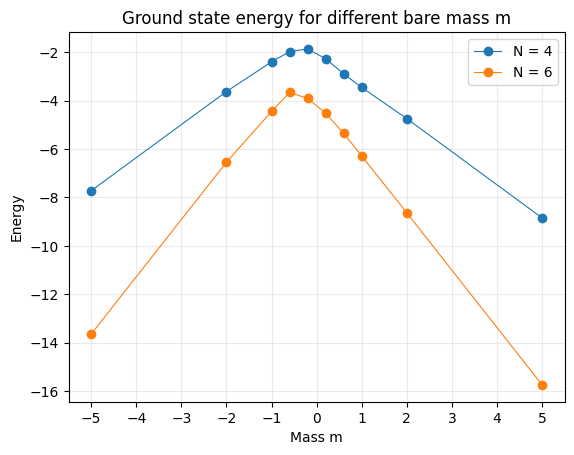 Ground state energy for different bare mass m
N = 4
N = 6
Energy
−2
−4
−6
−8
−10
−12
−14
−16
−5 −4 −3 −3 −2 −1 0 1 2 3 4 5
Mass m